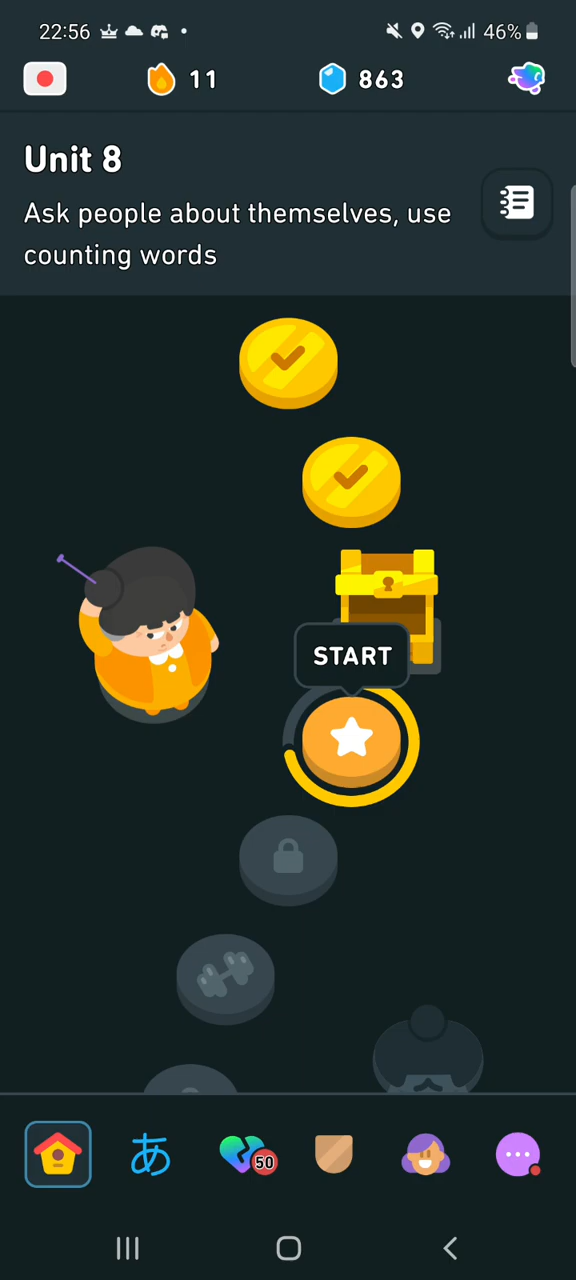 22:56
46%
11
863
Unit 8
Ask people about themselves, use
counting words
START
あ
50